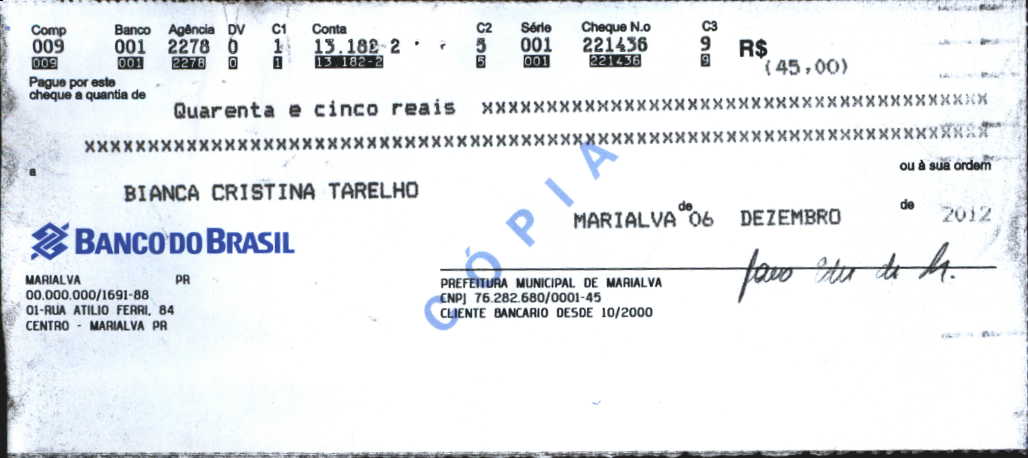 Comp Banco Agência DV C1 Conta C2 Série Cheque N.o C3
009 001 2278 0 1 13.182-2 5 001 221436 9 R$
009 001 2278 0 1 13.182-2 5 001 221436 9 (45,00)
Pague por este
cheque a quantia de
Quarenta e cinco reais xxxxxxxxxxxxxxxxxxxxxxxxxxxxxxxxxxxxxxxx
xxxxxxxxxxxxxxxxxxxxxxxxxxxxxxxxxxxxxxxxxxxxxxxxxxxxxxxxxxxxxxxxxxxxxxx
a ou à sua ordem
BIANCA CRISTINA TARELHO
MARIALVA de 06 DEZEMBRO de 2012
BANCO DO BRASIL
CÓPIA
MARIALVA PR
00.000.000/1691-88
01-RUA ATILIO FERRI, 84
CENTRO - MARIALVA PR
PREFEITURA MUNICIPAL DE MARIALVA
CNPJ 76.282.680/0001-45
CLIENTE BANCARIO DESDE 10/2000